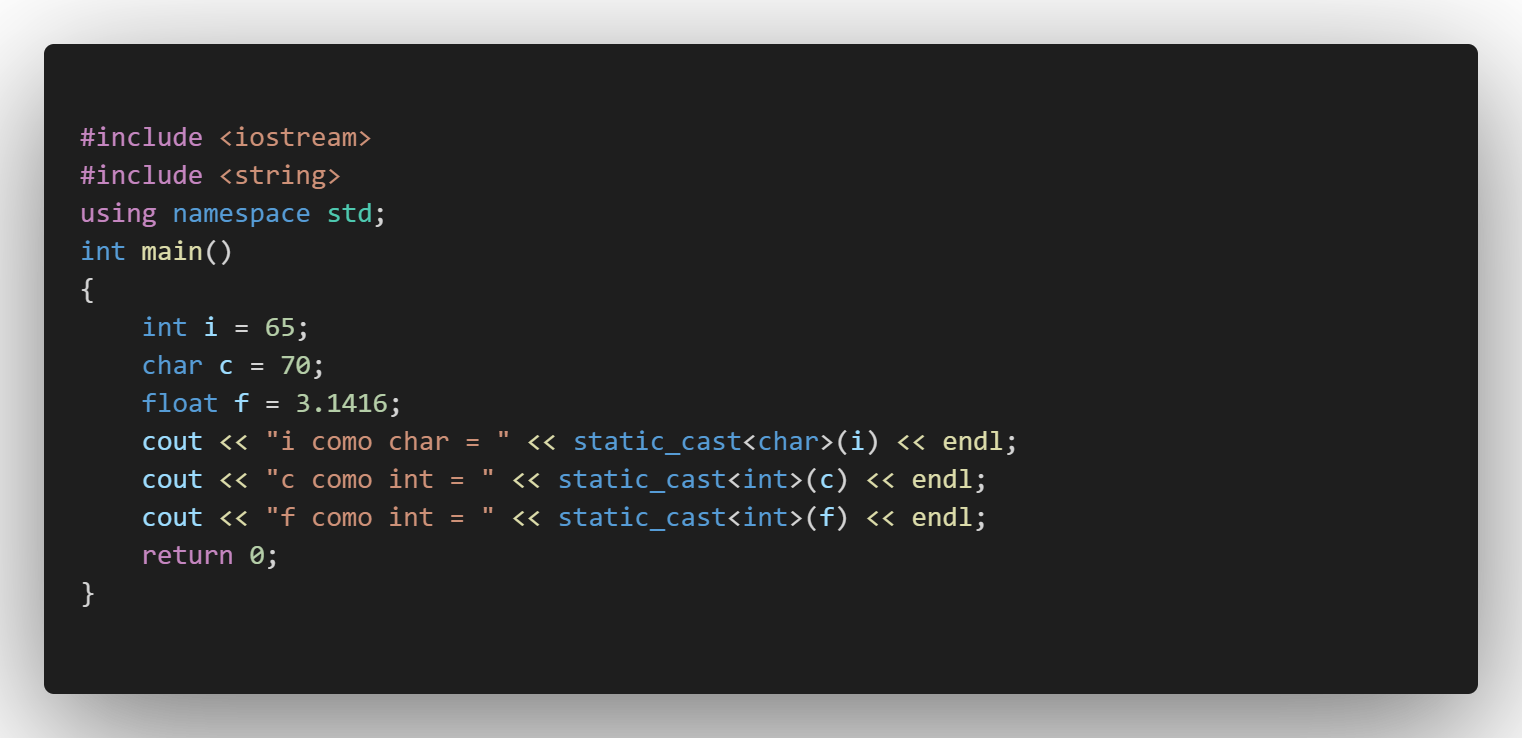 #include <iostream>
#include <string>
using namespace std;
int main()
{
    int i = 65;
    char c = 70;
    float f = 3.1416;
    cout << "i como char = " << static_cast<char>(i) << endl;
    cout << "c como int = " << static_cast<int>(c) << endl;
    cout << "f como int = " << static_cast<int>(f) << endl;
    return 0;
}